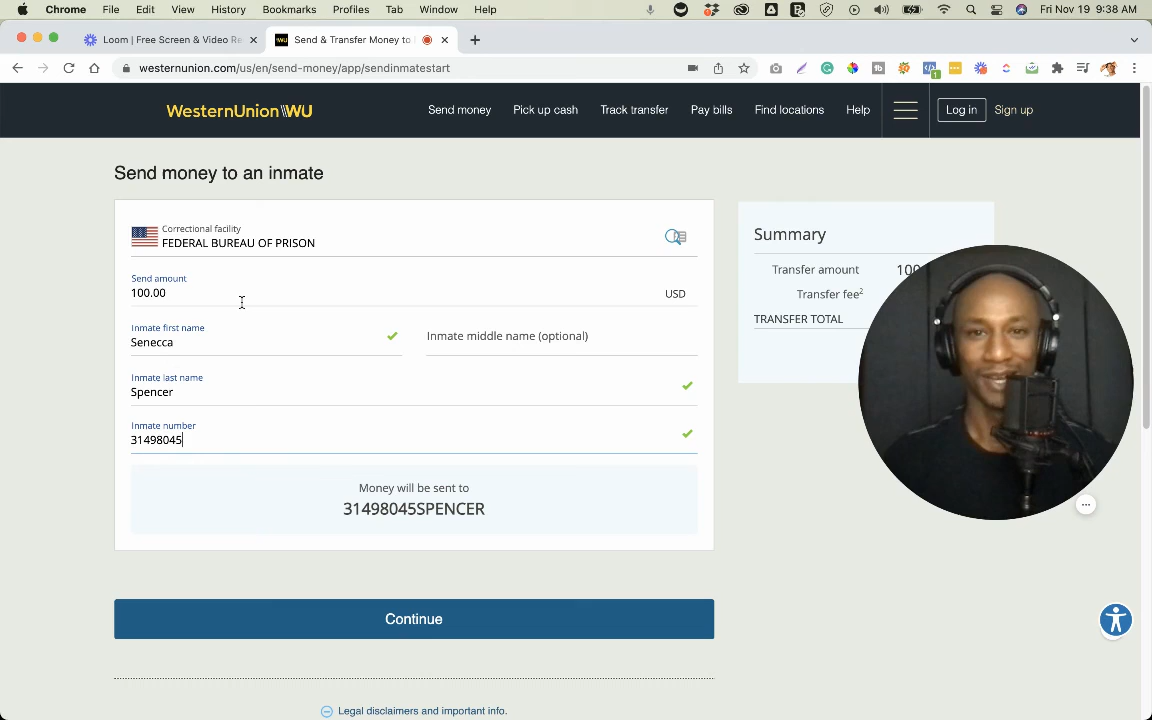 Chrome File Edit View History Bookmarks Profiles Tab Window Help Fri Nov 19 9:38 AM
Loom | Free Screen & Video Re Send & Transfer Money to
westernunion.com/us/en/send-money/app/sendinmatestart
1
WesternUnion WU Send money Pick up cash Track transfer Pay bills Find locations Help Log in Sign up
Send money to an inmate
Correctional facility
FEDERAL BUREAU OF PRISON
Send amount
100.00 USD
Inmate first name
Senecca
Inmate middle name (optional)
Inmate last name
Spencer
Inmate number
31498045
Money will be sent to
31498045SPENCER
Continue
Legal disclaimers and important info.
Summary
Transfer amount 100
Transfer fee2
TRANSFER TOTAL